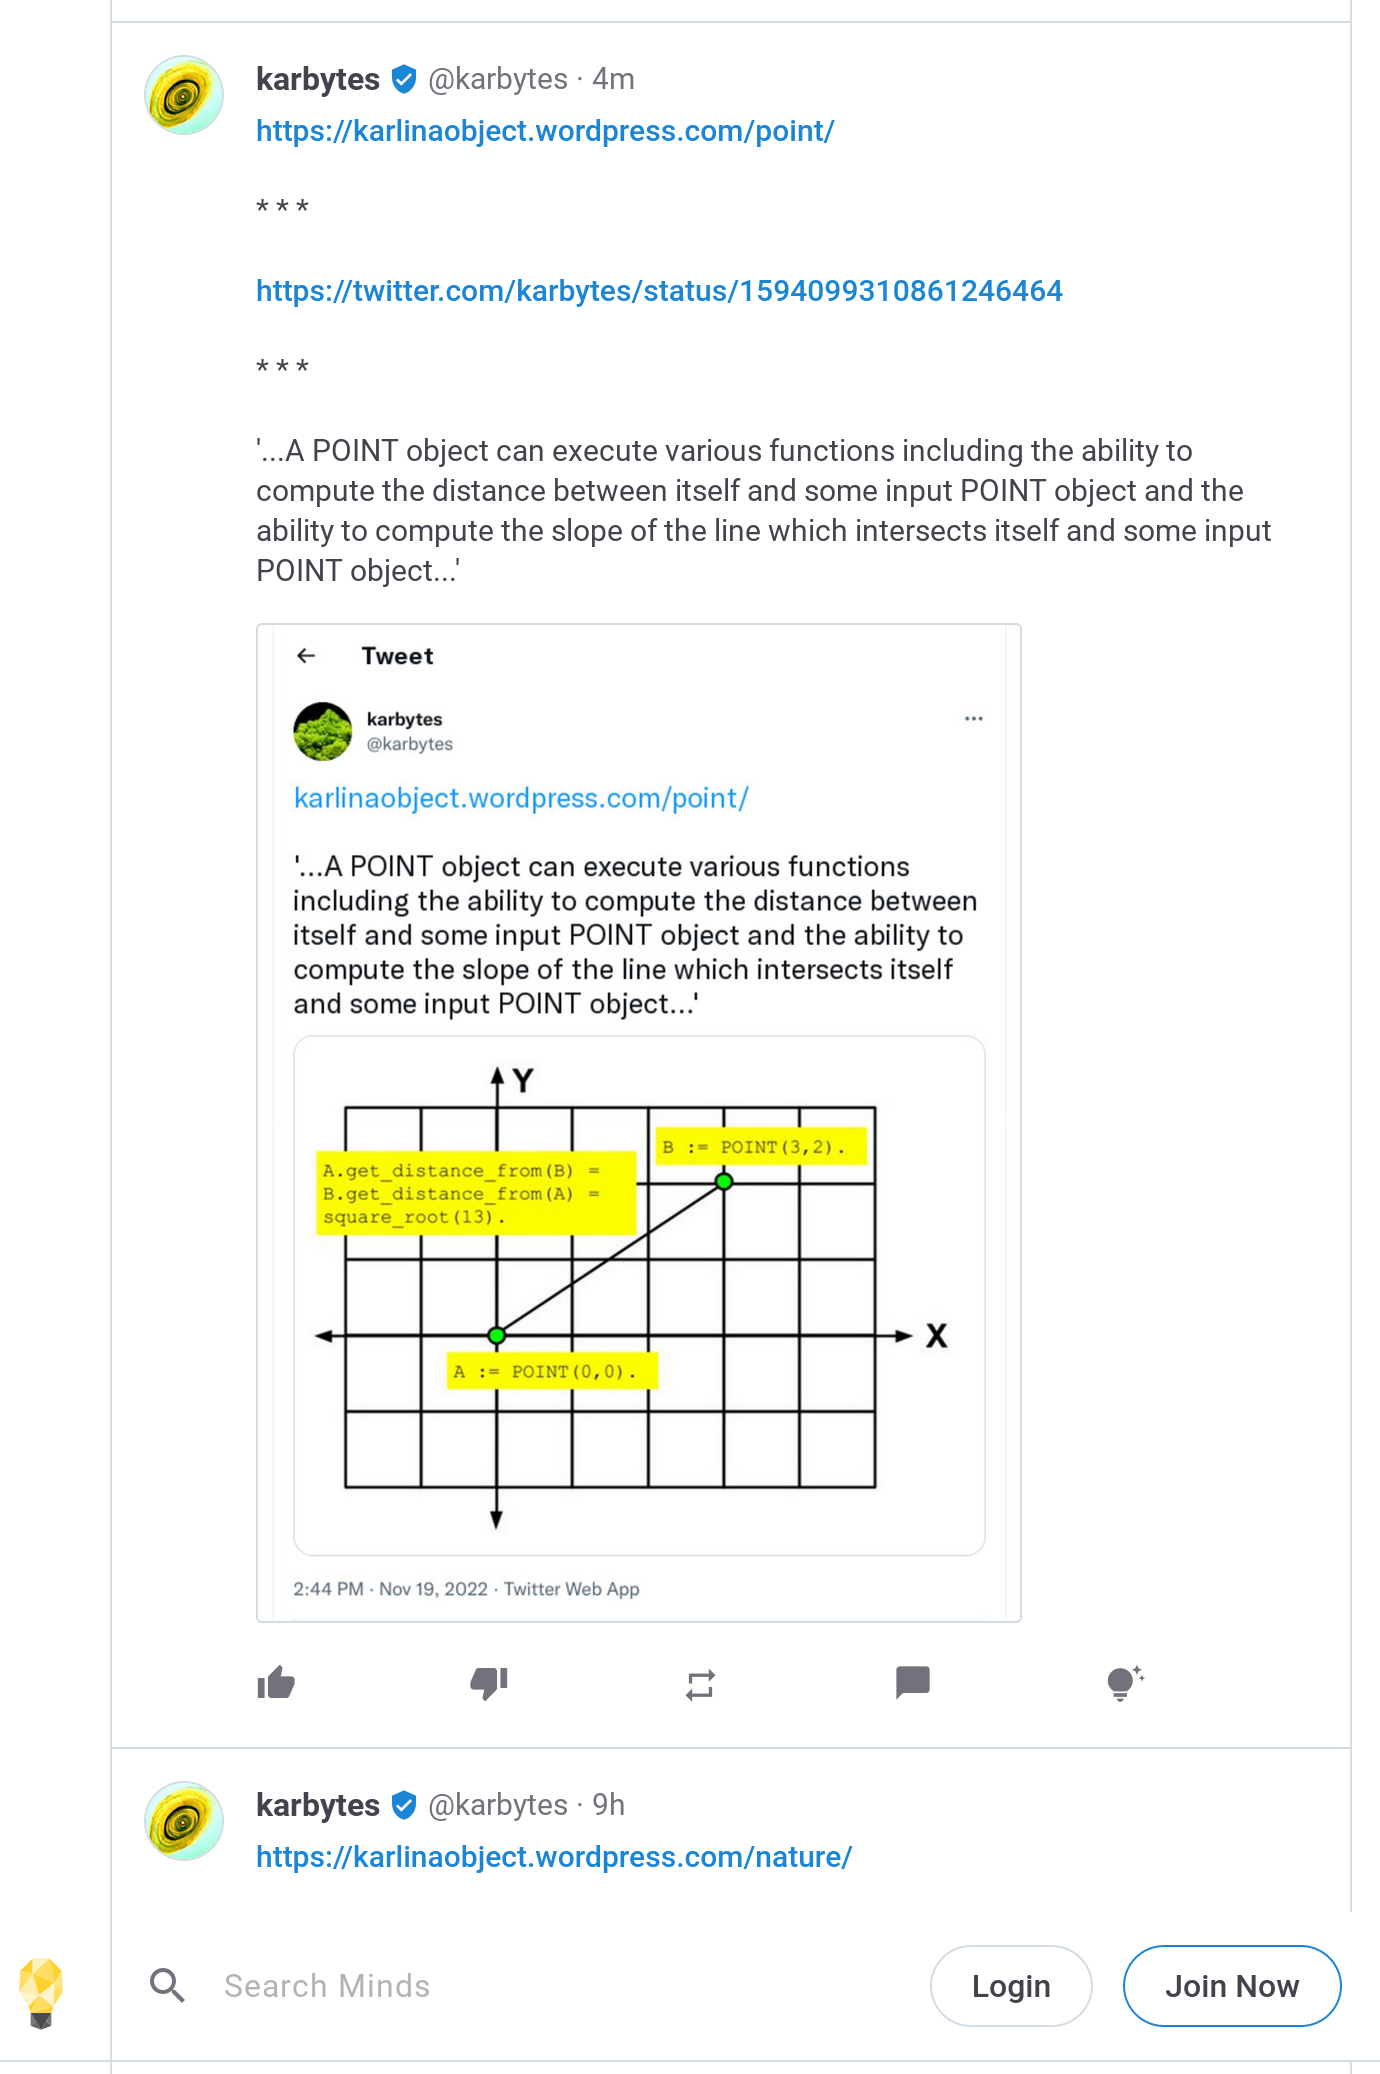 karbytes @karbytes · 4m
https://karlinaobject.wordpress.com/point/
* * *
https://twitter.com/karbytes/status/1594099310861246464
* * *
'...A POINT object can execute various functions including the ability to
compute the distance between itself and some input POINT object and the
ability to compute the slope of the line which intersects itself and some input
POINT object...'
← Tweet
karbytes
@karbytes
...
karlinaobject.wordpress.com/point/
'...A POINT object can execute various functions
including the ability to compute the distance between
itself and some input POINT object and the ability to
compute the slope of the line which intersects itself
and some input POINT object...'
Y
B := POINT(3,2).
A.get_distance_from(B) =
B.get_distance_from(A) =
square_root(13).
X
A := POINT(0,0).
2:44 PM · Nov 19, 2022 · Twitter Web App
karbytes @karbytes · 9h
https://karlinaobject.wordpress.com/nature/
Search Minds
Login
Join Now